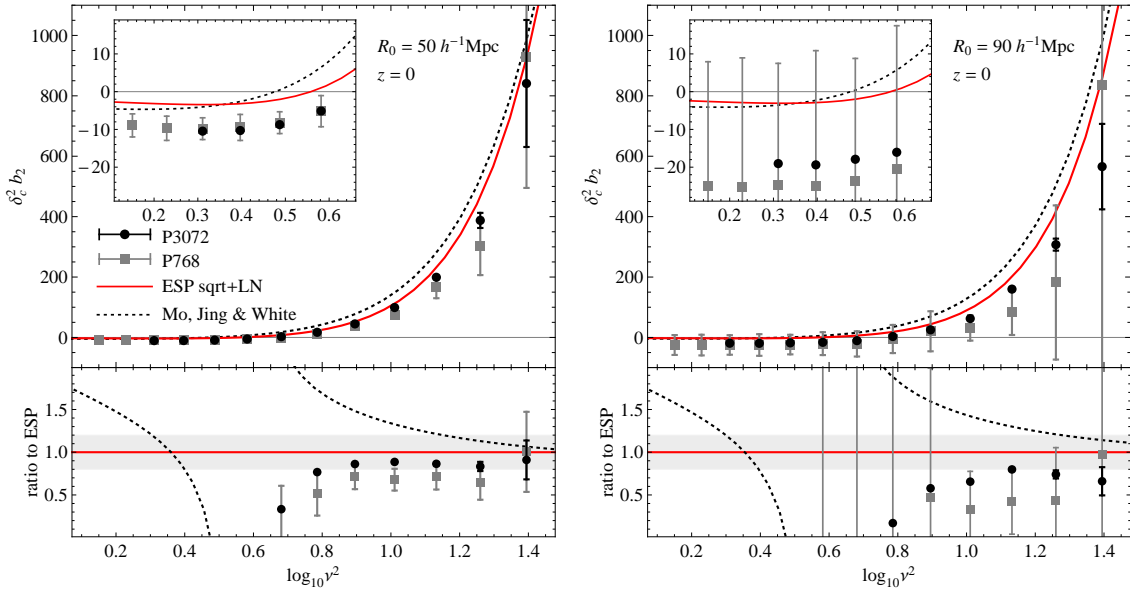 1000
800
600
400
200
0
δ_c^2 b_2
10
0
−10
−20
0.2 0.3 0.4 0.5 0.6
R_0 = 50 h^−1 Mpc
z = 0
P3072
P768
ESP sqrt+LN
Mo, Jing & White
1.5
1.0
0.5
ratio to ESP
0.2 0.4 0.6 0.8 1.0 1.2 1.4
log_10 ν^2
1000
800
600
400
200
0
δ_c^2 b_2
10
0
−10
−20
0.2 0.3 0.4 0.5 0.6
R_0 = 90 h^−1 Mpc
z = 0
1.5
1.0
0.5
ratio to ESP
0.2 0.4 0.6 0.8 1.0 1.2 1.4
log_10 ν^2